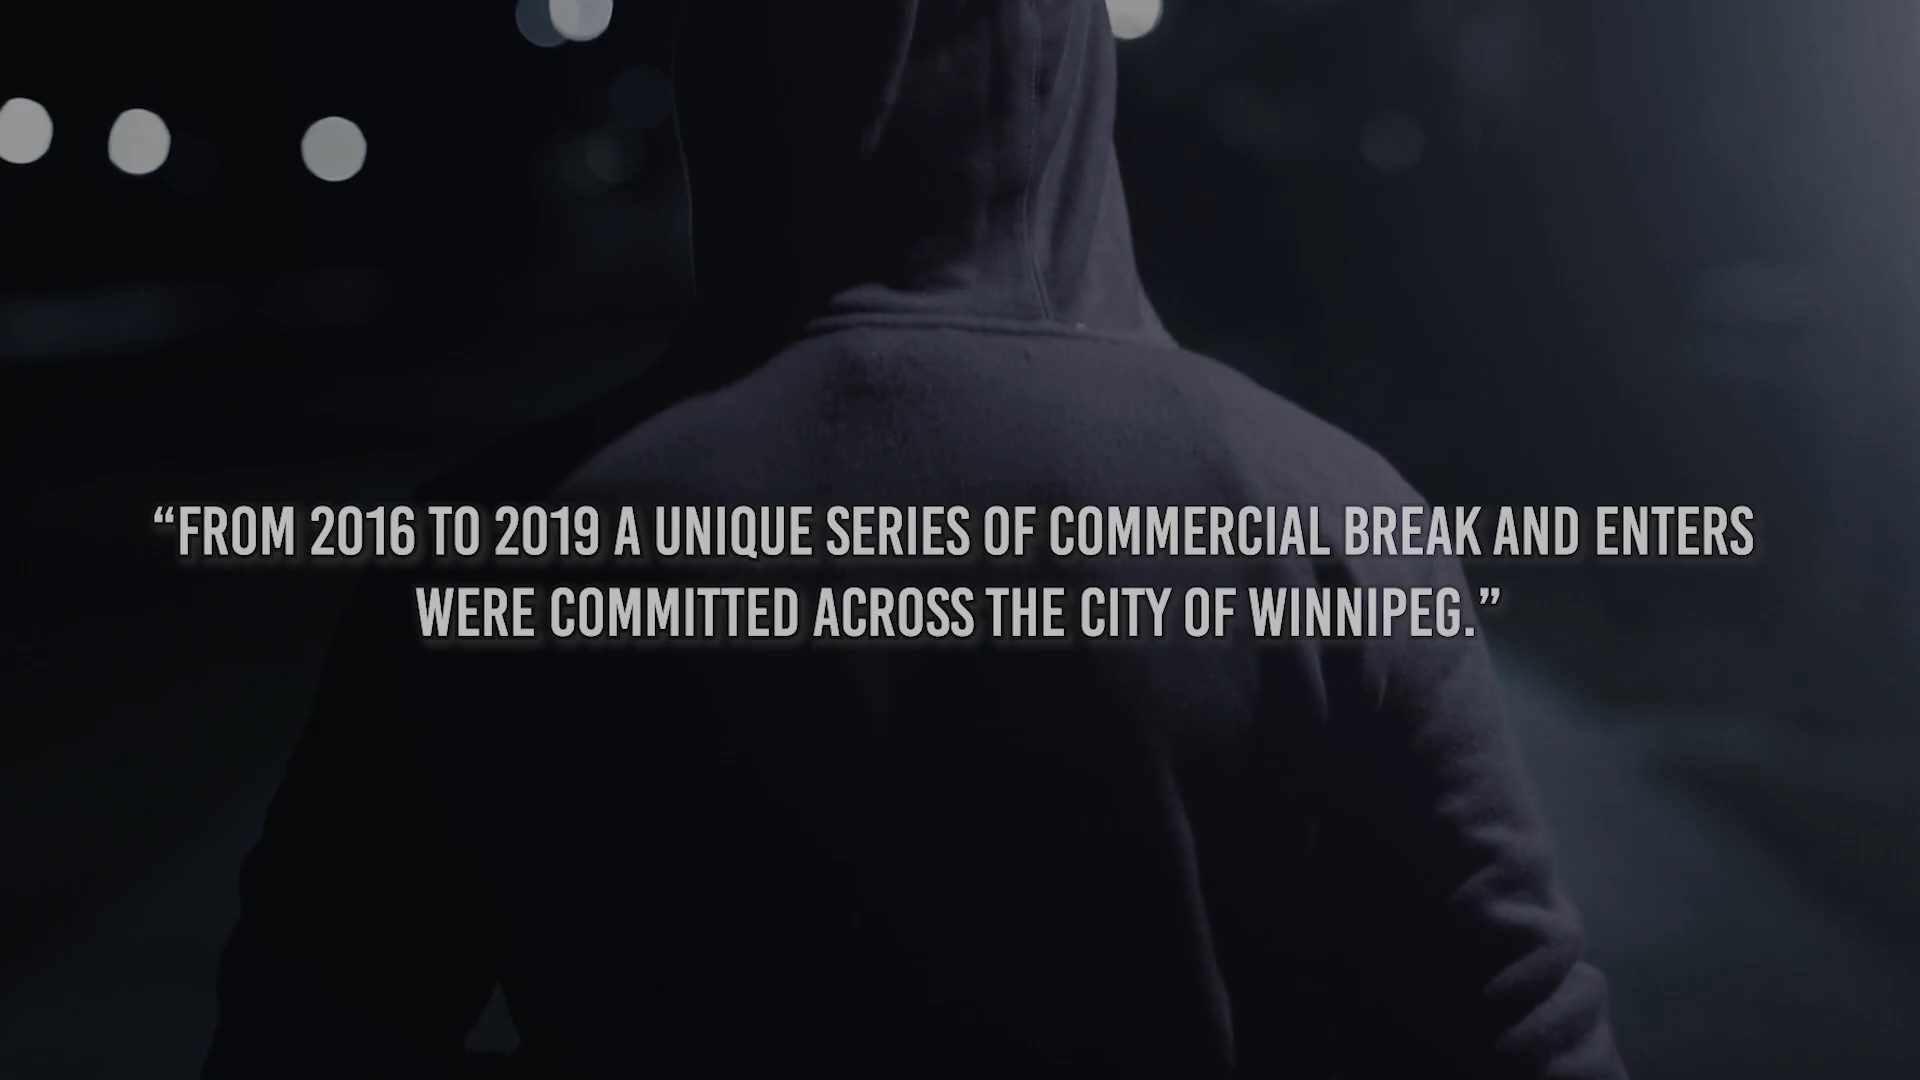 “FROM 2016 TO 2019 A UNIQUE SERIES OF COMMERCIAL BREAK AND ENTERS
WERE COMMITTED ACROSS THE CITY OF WINNIPEG.”